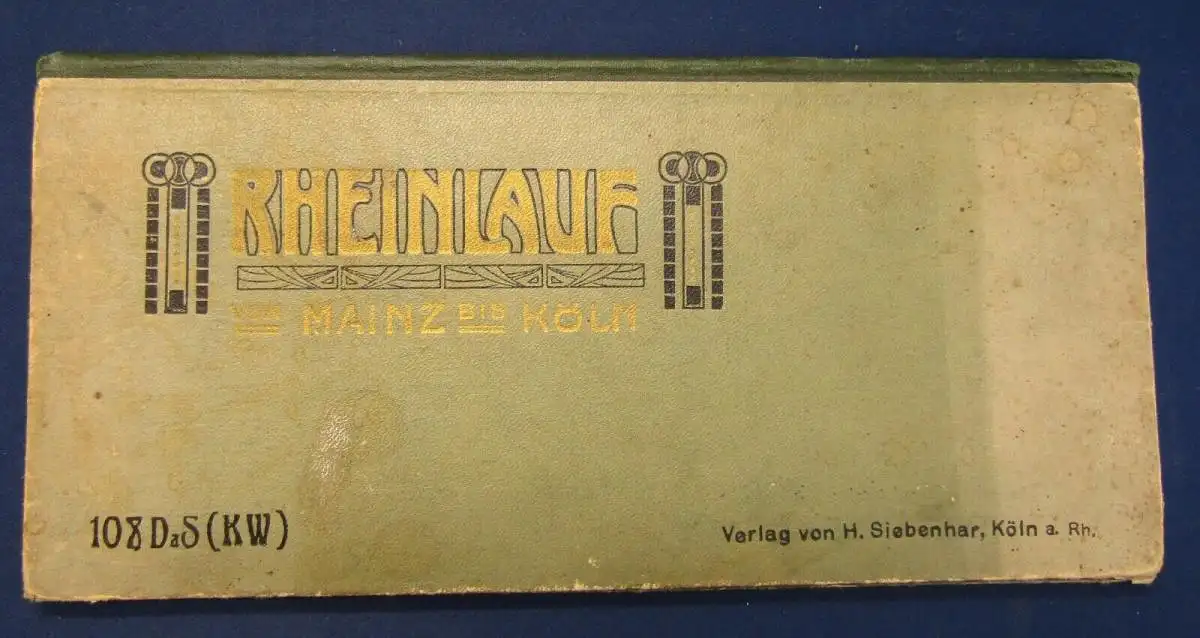 RHEINLAUF
VON MAINZ BIS KÖLN
108 DaS (KW)
Verlag von H. Siebenhar, Köln a. Rh.